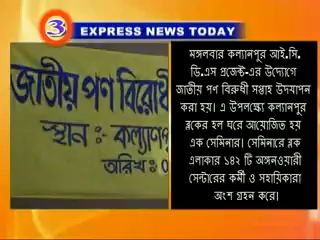 3 EXPRESS NEWS TODAY
জাতীয় পণ বিরোধী
স্থান :- কল্যাণপু
তারিখ :- 0
মঙ্গলবার কল্যানপুর আই.সি.
ডি.এস প্রজেক্ট-এর উদ্যোগে
জাতীয় পণ বিরুধী সপ্তাহ উদযাপন
করা হয়। এ উপলক্ষ্যে কল্যানপুর
ব্লকের হল ঘরে আয়োজিত হয়
এক সেমিনার। সেমিনারে ব্লক
এলাকার ১৪২ টি অঙ্গনওয়ারী
সেন্টারের কর্মী ও সহায়িকারা
অংশ গ্রহন করে।